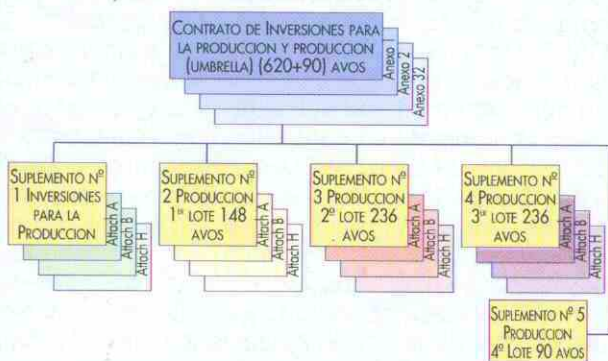 CONTRATO DE INVERSIONES PARA
LA PRODUCCION Y PRODUCCION
(UMBRELLA) (620+90) AVOS
Anexo 1
Anexo 2
Anexo 32
SUPLEMENTO Nº
1 INVERSIONES
PARA LA
PRODUCCION
Attach A
Attach B
Attach H
SUPLEMENTO Nº
2 PRODUCCION
1er LOTE 148
AVOS
Attach A
Attach B
Attach H
SUPLEMENTO Nº
3 PRODUCCION
2º LOTE 236
. AVOS
Attach A
Attach B
Attach H
SUPLEMENTO Nº
4 PRODUCCION
3er LOTE 236
AVOS
Attach A
Attach B
Attach H
SUPLEMENTO Nº 5
PRODUCCION
4º LOTE 90 AVOS